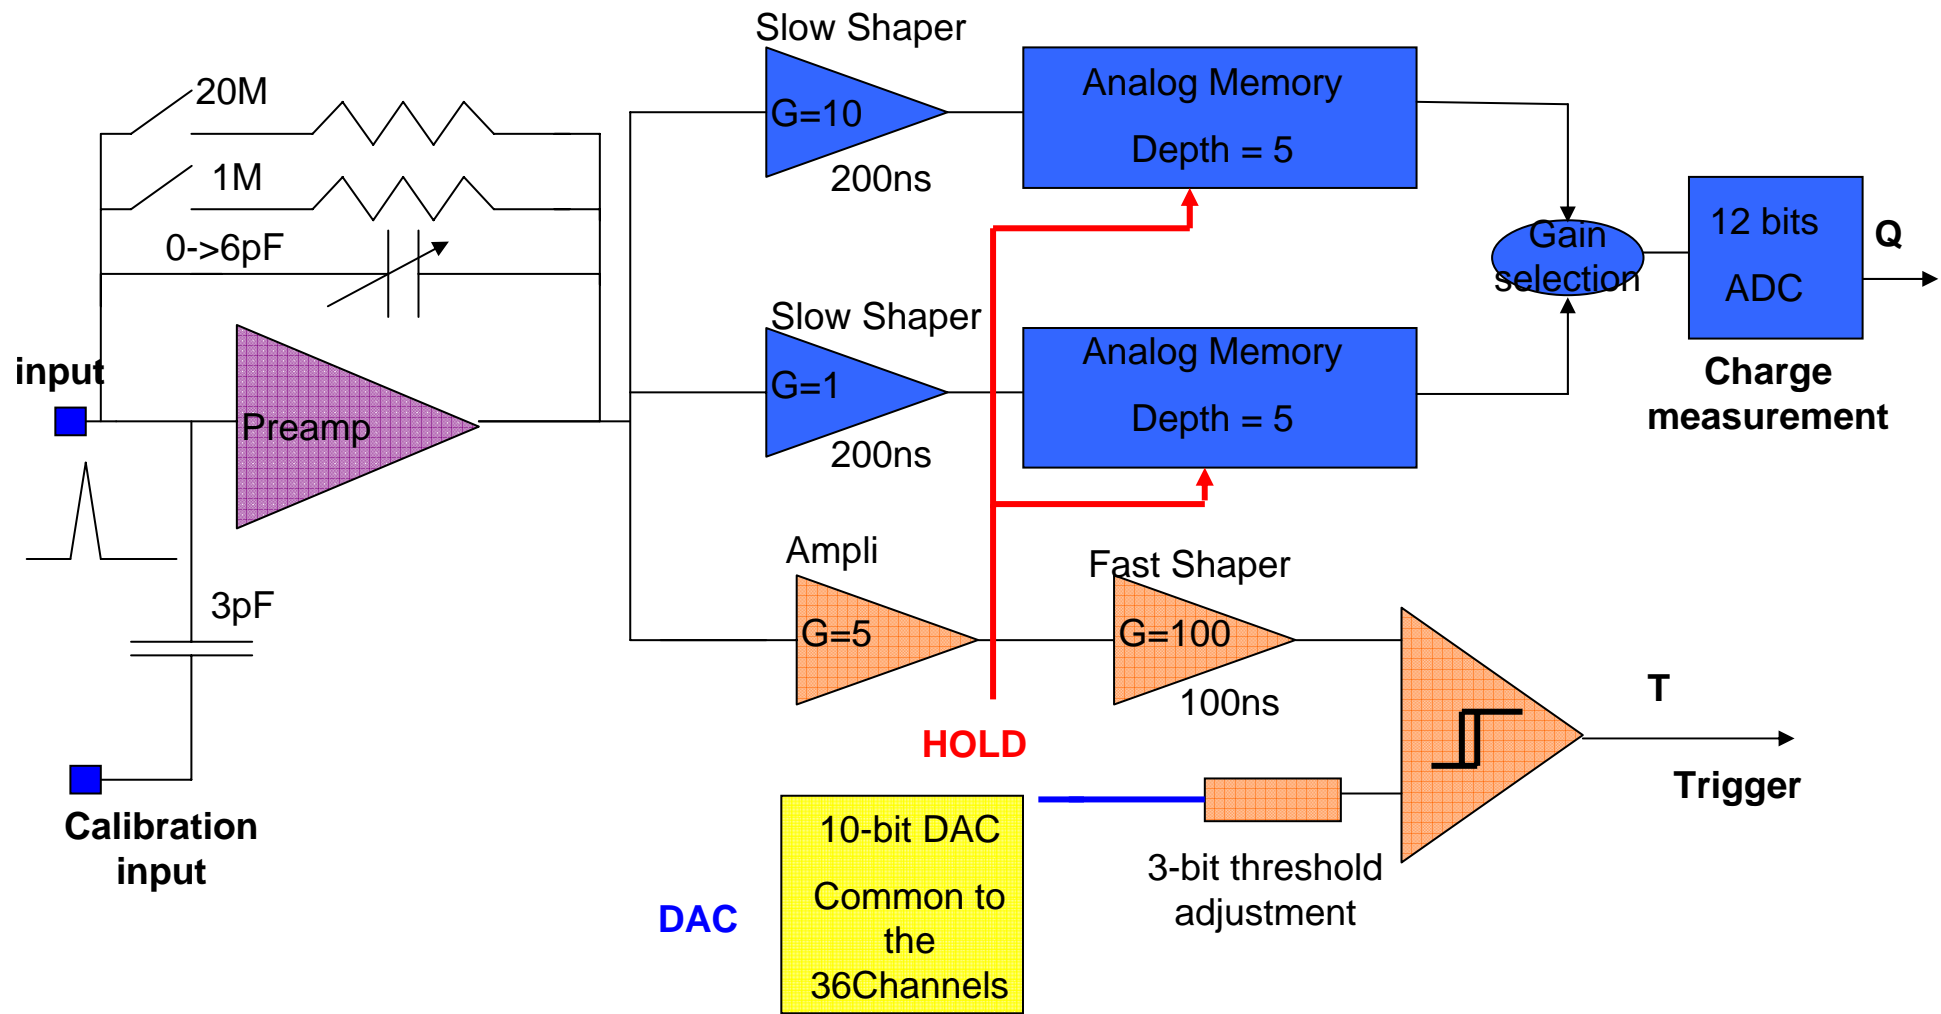 Slow Shaper
20M
G=10
Analog Memory
Depth = 5
200ns
1M
0->6pF
Gain
selection
12 bits
ADC
Q
Slow Shaper
G=1
Analog Memory
Depth = 5
200ns
input
Preamp
Charge
measurement
Ampli
Fast Shaper
3pF
G=5
G=100
100ns
T
HOLD
Trigger
Calibration
input
10-bit DAC
Common to
the
36Channels
DAC
3-bit threshold
adjustment